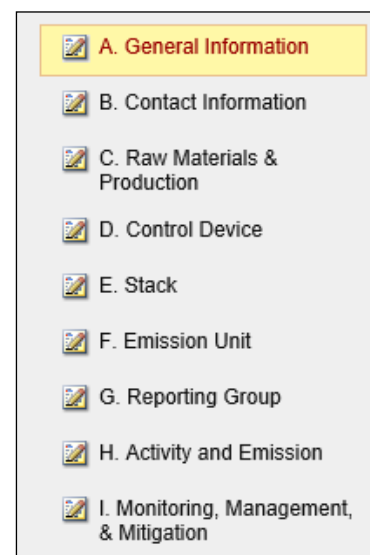 A. General Information
B. Contact Information
C. Raw Materials &
Production
D. Control Device
E. Stack
F. Emission Unit
G. Reporting Group
H. Activity and Emission
I. Monitoring, Management,
& Mitigation